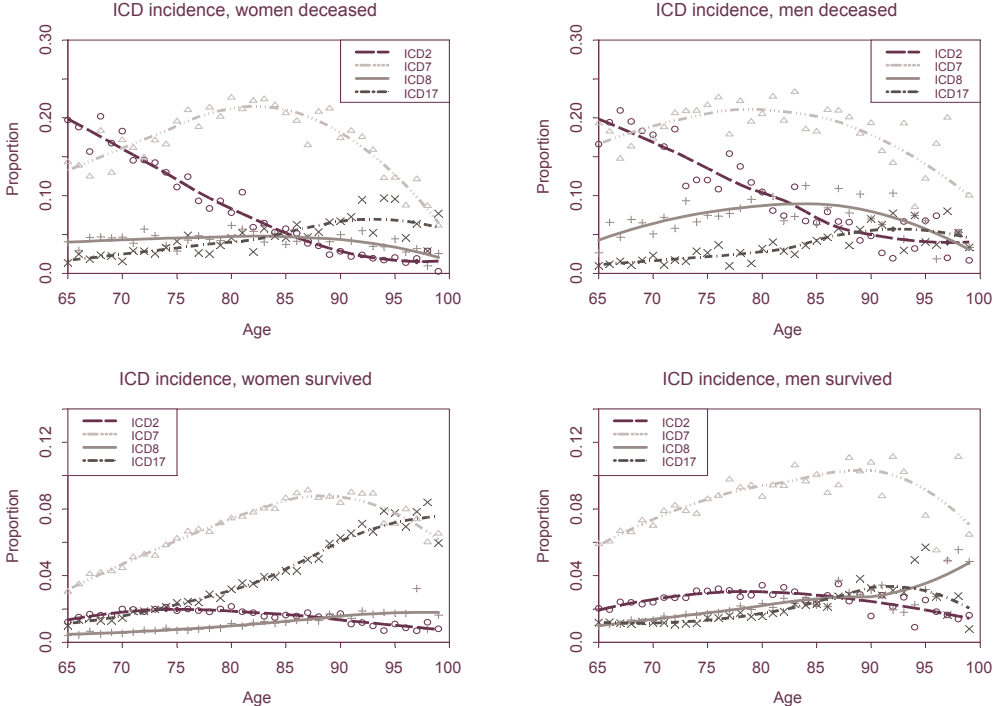 ICD incidence, women deceased
0.30
0.20
0.10
0.0
Proportion
ICD2
ICD7
ICD8
ICD17
65 70 75 80 85 90 95 100
Age
ICD incidence, men deceased
0.30
0.20
0.10
0.0
Proportion
ICD2
ICD7
ICD8
ICD17
65 70 75 80 85 90 95 100
Age
ICD incidence, women survived
0.12
0.08
0.04
0.0
Proportion
ICD2
ICD7
ICD8
ICD17
65 70 75 80 85 90 95 100
Age
ICD incidence, men survived
0.12
0.08
0.04
0.0
Proportion
ICD2
ICD7
ICD8
ICD17
65 70 75 80 85 90 95 100
Age